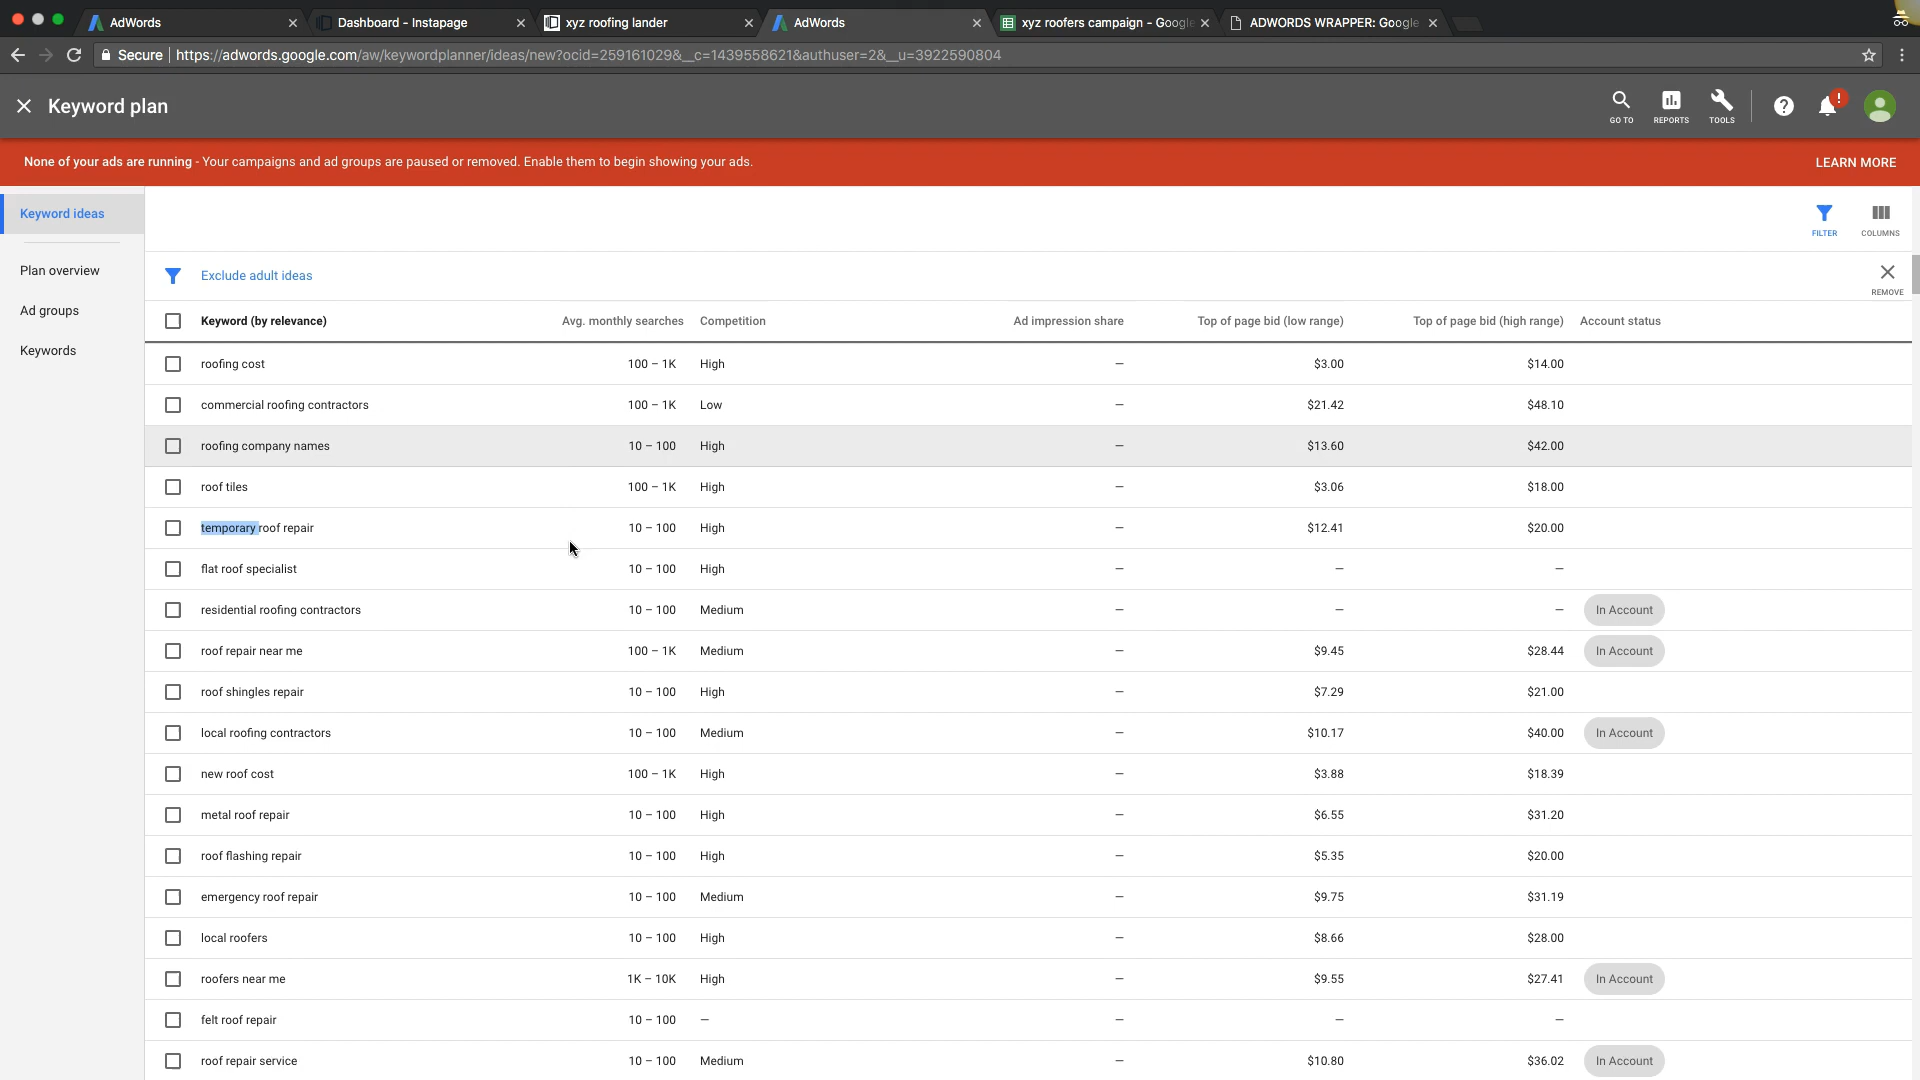 AdWords
Dashboard - Instapage
xyz roofing lander
AdWords
xyz roofers campaign - Google
ADWORDS WRAPPER: Google
Secure
https://adwords.google.com/aw/keywordplanner/ideas/new?ocid=259161029&__c=1439558621&authuser=2&__u=3922590804
Keyword plan
GO TO
REPORTS
TOOLS
?
!
None of your ads are running - Your campaigns and ad groups are paused or removed. Enable them to begin showing your ads.
LEARN MORE
Keyword ideas
Plan overview
Ad groups
Keywords
FILTER
COLUMNS
Exclude adult ideas
REMOVE
Keyword (by relevance) Avg. monthly searches Competition Ad impression share Top of page bid (low range) Top of page bid (high range) Account status
roofing cost 100 – 1K High – $3.00 $14.00
commercial roofing contractors 100 – 1K Low – $21.42 $48.10
roofing company names 10 – 100 High – $13.60 $42.00
roof tiles 100 – 1K High – $3.06 $18.00
temporary roof repair 10 – 100 High – $12.41 $20.00
flat roof specialist 10 – 100 High – – –
residential roofing contractors 10 – 100 Medium – – – In Account
roof repair near me 100 – 1K Medium – $9.45 $28.44 In Account
roof shingles repair 10 – 100 High – $7.29 $21.00
local roofing contractors 10 – 100 Medium – $10.17 $40.00 In Account
new roof cost 100 – 1K High – $3.88 $18.39
metal roof repair 10 – 100 High – $6.55 $31.20
roof flashing repair 10 – 100 High – $5.35 $20.00
emergency roof repair 10 – 100 Medium – $9.75 $31.19
local roofers 10 – 100 High – $8.66 $28.00
roofers near me 1K – 10K High – $9.55 $27.41 In Account
felt roof repair 10 – 100 – – – –
roof repair service 10 – 100 Medium – $10.80 $36.02 In Account